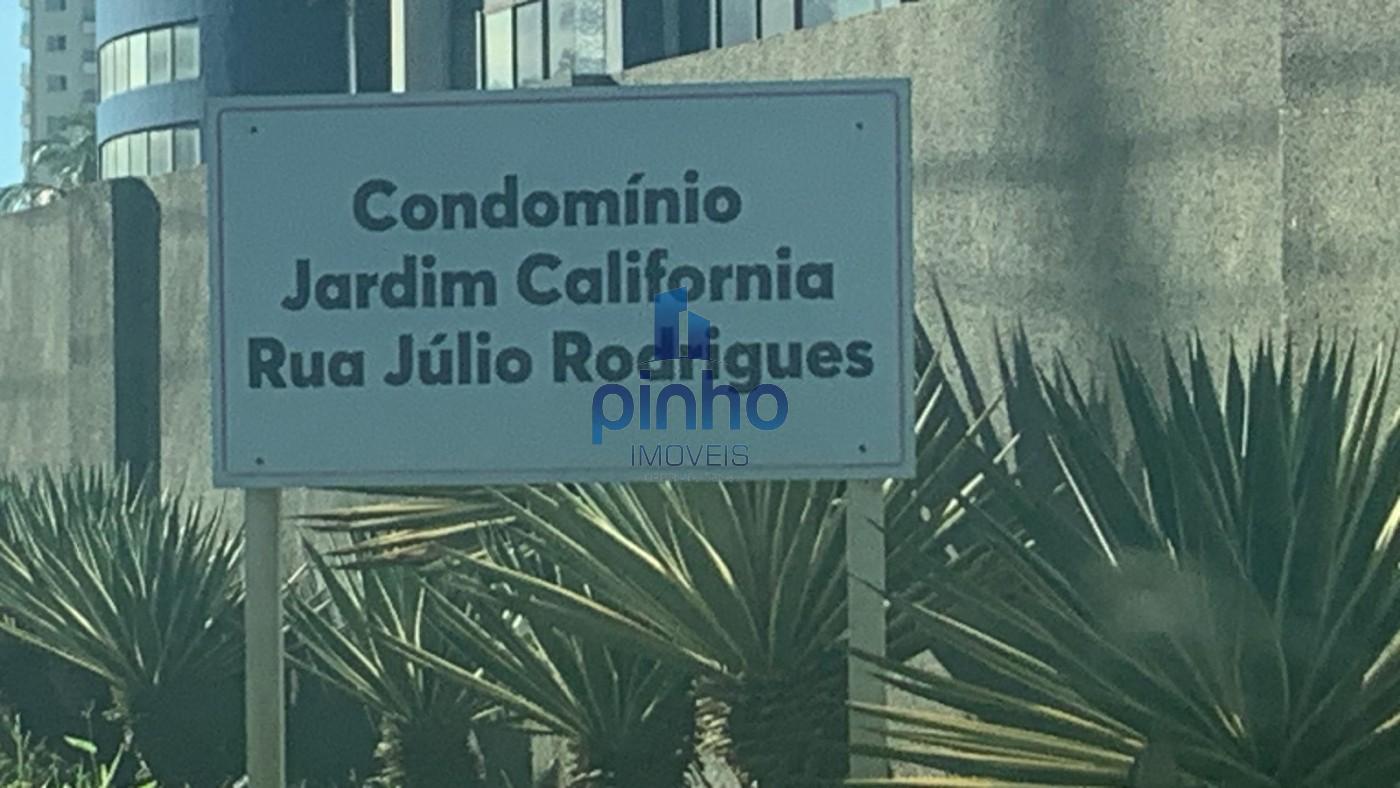 Condomínio
Jardim California
Rua Júlio Rodrigues
pinho
IMOVEIS